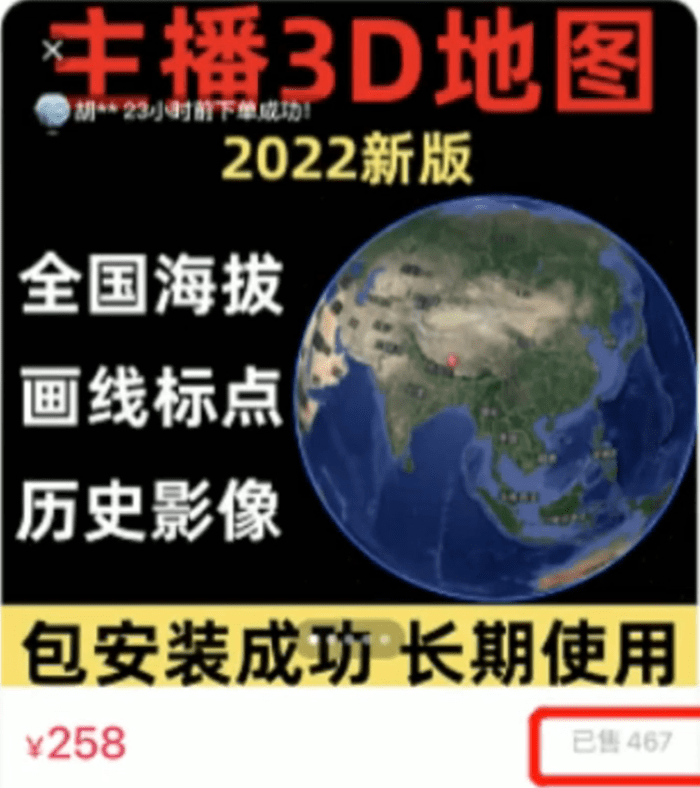 主播3D地图
胡** 23小时前下单成功!
2022新版
全国海拔
画线标点
历史影像
包安装成功 长期使用
¥258
已售 467